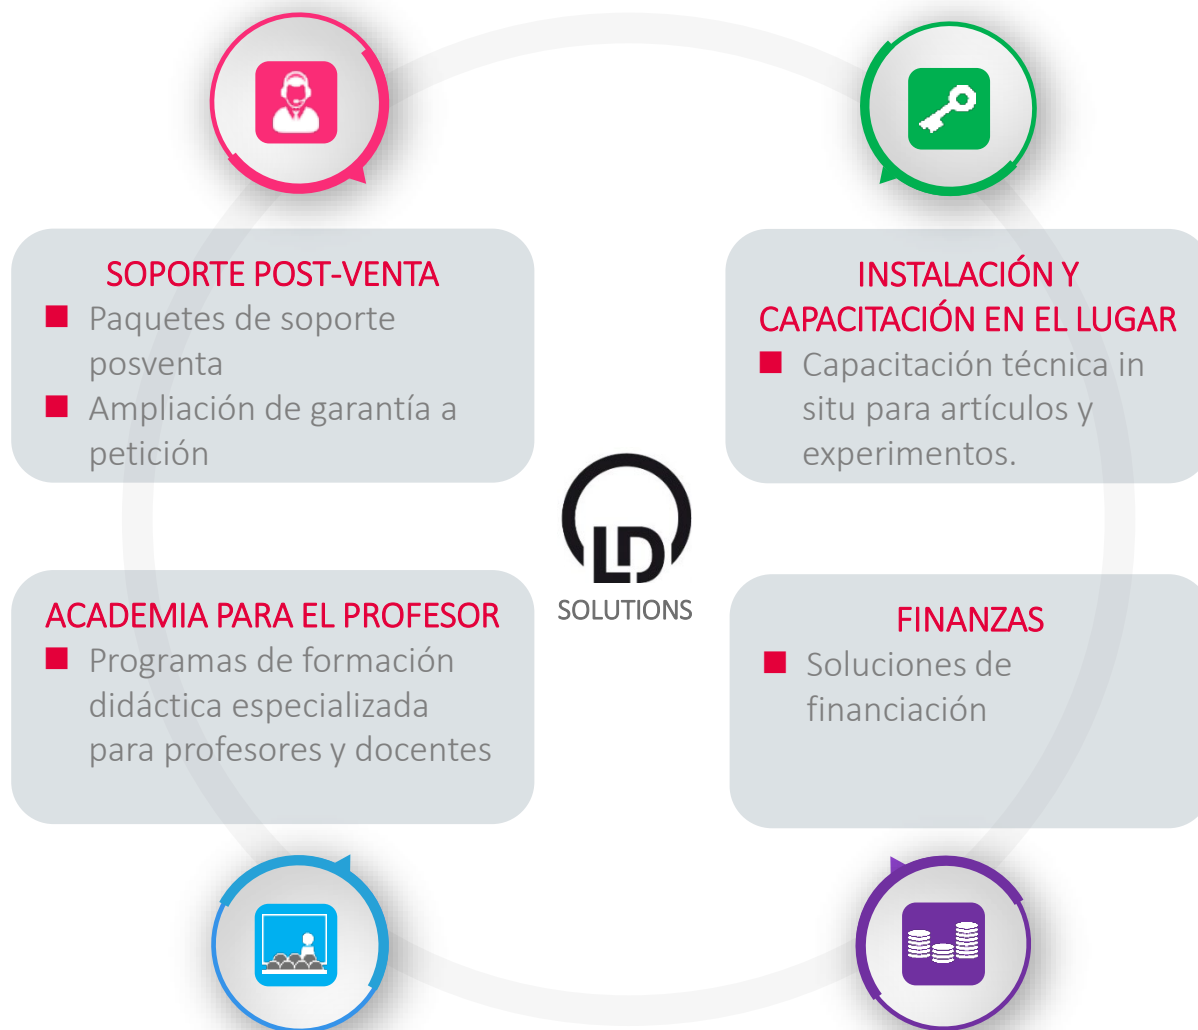 SOPORTE POST-VENTA
■ Paquetes de soporte
posventa
■ Ampliación de garantía a
petición
INSTALACIÓN Y
CAPACITACIÓN EN EL LUGAR
■ Capacitación técnica in
situ para artículos y
experimentos.
LD
SOLUTIONS
ACADEMIA PARA EL PROFESOR
■ Programas de formación
didáctica especializada
para profesores y docentes
FINANZAS
■ Soluciones de
financiación